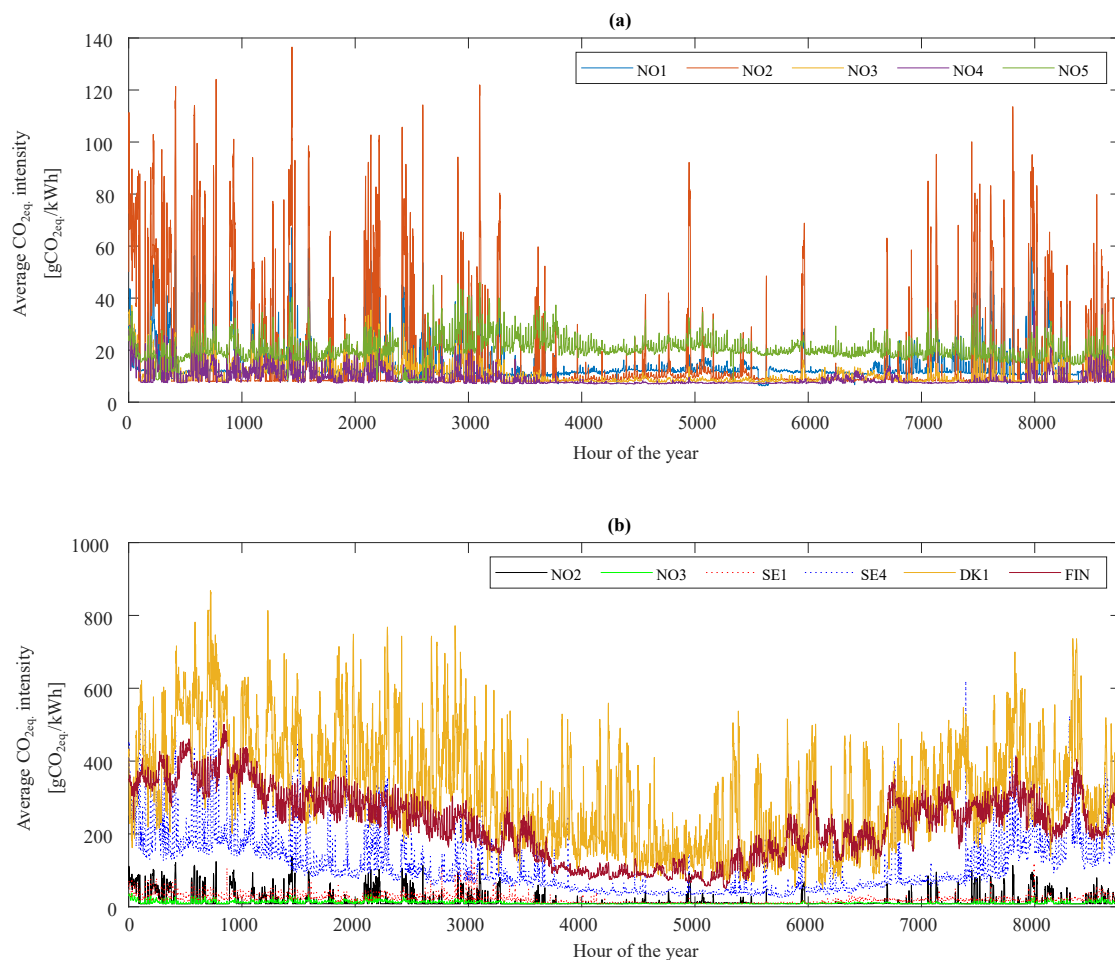 (a)
Average CO2eq. intensity
[gCO2eq./kWh]
140
120
100
80
60
40
20
0
NO1 NO2 NO3 NO4 NO5
0 1000 2000 3000 4000 5000 6000 7000 8000
Hour of the year
(b)
Average CO2eq. intensity
[gCO2eq./kWh]
1000
800
600
400
200
0
NO2 NO3 SE1 SE4 DK1 FIN
0 1000 2000 3000 4000 5000 6000 7000 8000
Hour of the year